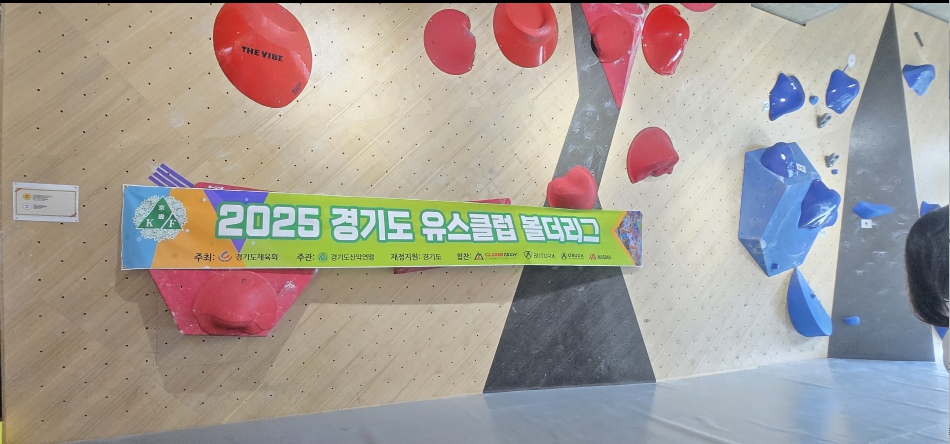 THE VIBE
2025 경기도 유스클럽 볼더리그
주최: 경기도체육회 주관: 경기도산악연맹 재정지원: 경기도 협찬: CLIMBTECH BUTORA
K F